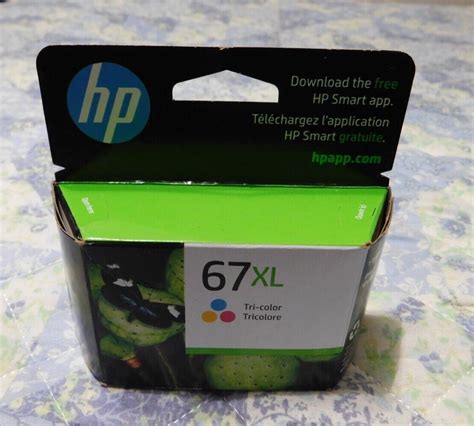 hp
Download the free
HP Smart app.
Téléchargez l'application
HP Smart gratuite.
hpapp.com
67XL
Tri-color
Tricolore